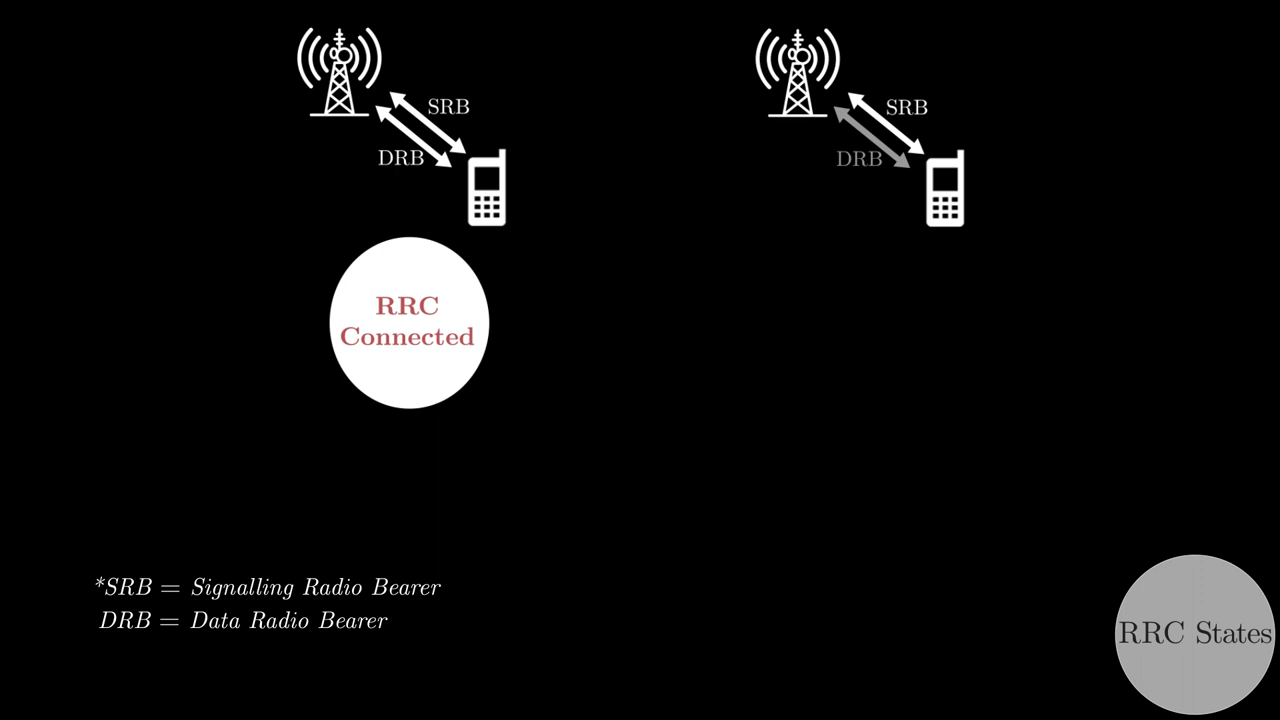 SRB
DRB
SRB
DRB
RRC
Connected
*SRB = Signalling Radio Bearer
DRB = Data Radio Bearer
RRC States